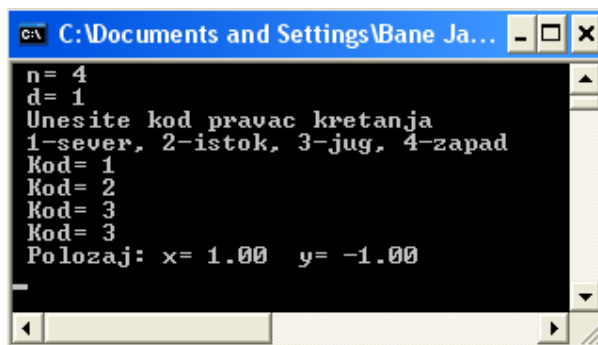 C:\Documents and Settings\Bane Ja...
n= 4
d= 1
Unesite kod pravac kretanja
1-sever, 2-istok, 3-jug, 4-zapad
Kod= 1
Kod= 2
Kod= 3
Kod= 3
Polozaj: x= 1.00  y= -1.00